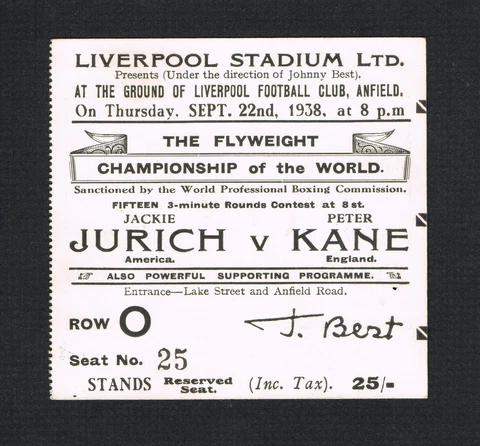 LIVERPOOL STADIUM LTD.
Presents (Under the direction of Johnny Best).
AT THE GROUND OF LIVERPOOL FOOTBALL CLUB, ANFIELD.
On Thursday. SEPT. 22nd, 1938, at 8 p.m
THE FLYWEIGHT
CHAMPIONSHIP of the WORLD.
Sanctioned by the World Professional Boxing Commission.
FIFTEEN 3-minute Rounds Contest at 8 st.
JACKIE PETER
JURICH v KANE
America. England.
ALSO POWERFUL SUPPORTING PROGRAMME.
Entrance—Lake Street and Anfield Road.
ROW O J. Best
Seat No. 25
STANDS Reserved Seat. (Inc. Tax). 25/-